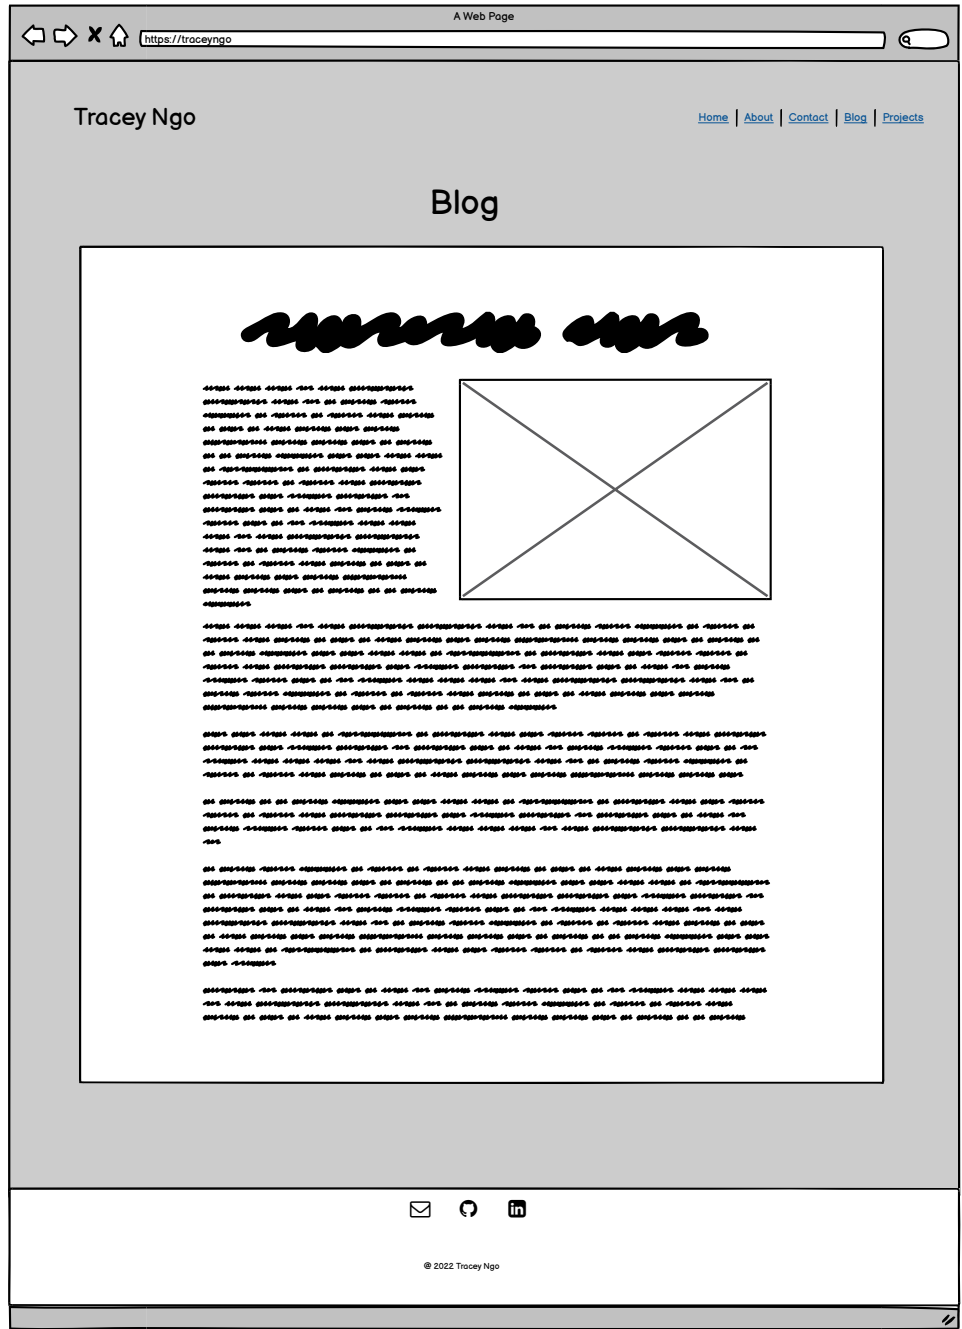 A Web Page
https://traceyngo
Tracey Ngo
Home | About | Contact | Blog | Projects
Blog
@ 2022 Tracey Ngo